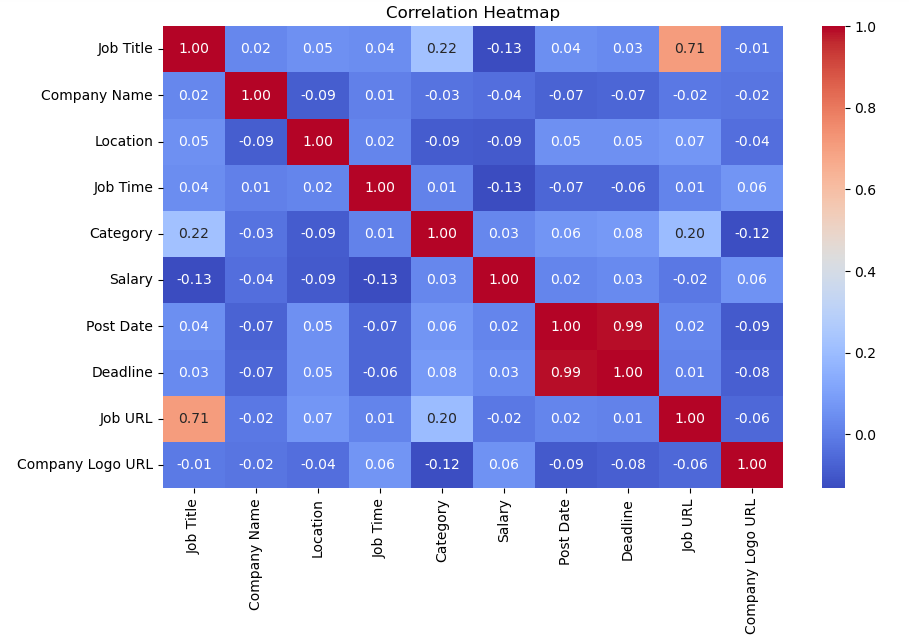 Correlation Heatmap
Job Title 1.00 0.02 0.05 0.04 0.22 -0.13 0.04 0.03 0.71 -0.01
Company Name 0.02 1.00 -0.09 0.01 -0.03 -0.04 -0.07 -0.07 -0.02 -0.02
Location 0.05 -0.09 1.00 0.02 -0.09 -0.09 0.05 0.05 0.07 -0.04
Job Time 0.04 0.01 0.02 1.00 0.01 -0.13 -0.07 -0.06 0.01 0.06
Category 0.22 -0.03 -0.09 0.01 1.00 0.03 0.06 0.08 0.20 -0.12
Salary -0.13 -0.04 -0.09 -0.13 0.03 1.00 0.02 0.03 -0.02 0.06
Post Date 0.04 -0.07 0.05 -0.07 0.06 0.02 1.00 0.99 0.02 -0.09
Deadline 0.03 -0.07 0.05 -0.06 0.08 0.03 0.99 1.00 0.01 -0.08
Job URL 0.71 -0.02 0.07 0.01 0.20 -0.02 0.02 0.01 1.00 -0.06
Company Logo URL -0.01 -0.02 -0.04 0.06 -0.12 0.06 -0.09 -0.08 -0.06 1.00
Job Title
Company Name
Location
Job Time
Category
Salary
Post Date
Deadline
Job URL
Company Logo URL
1.0
0.8
0.6
0.4
0.2
0.0